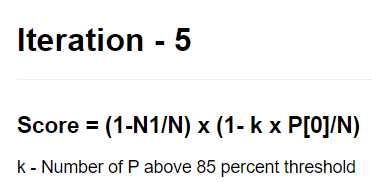 Iteration - 5
Score = (1-N1/N) x (1- k x P[0]/N)
k - Number of P above 85 percent threshold